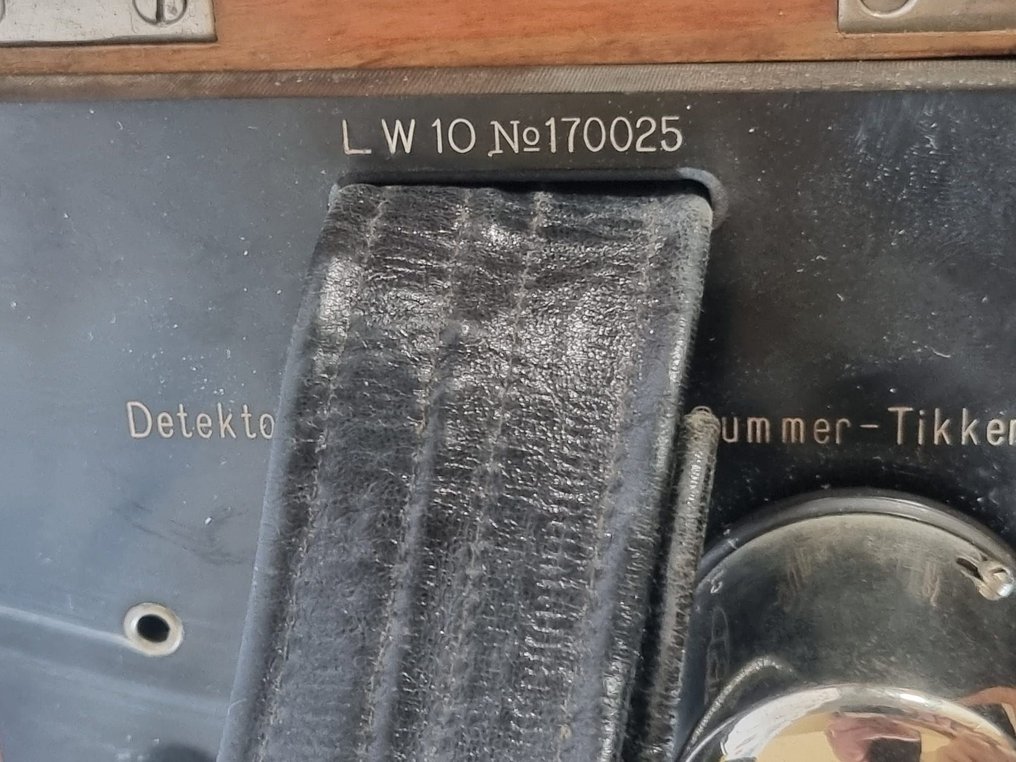 L W 10 №170025
Detekto
ummer-Tikker